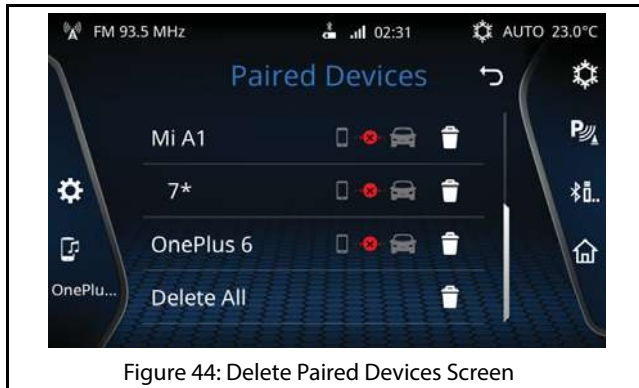 FM 93.5 MHz
02:31
AUTO 23.0°C
Paired Devices
Mi A1
7*
OnePlus 6
OnePlu...
Delete All
Figure 44: Delete Paired Devices Screen